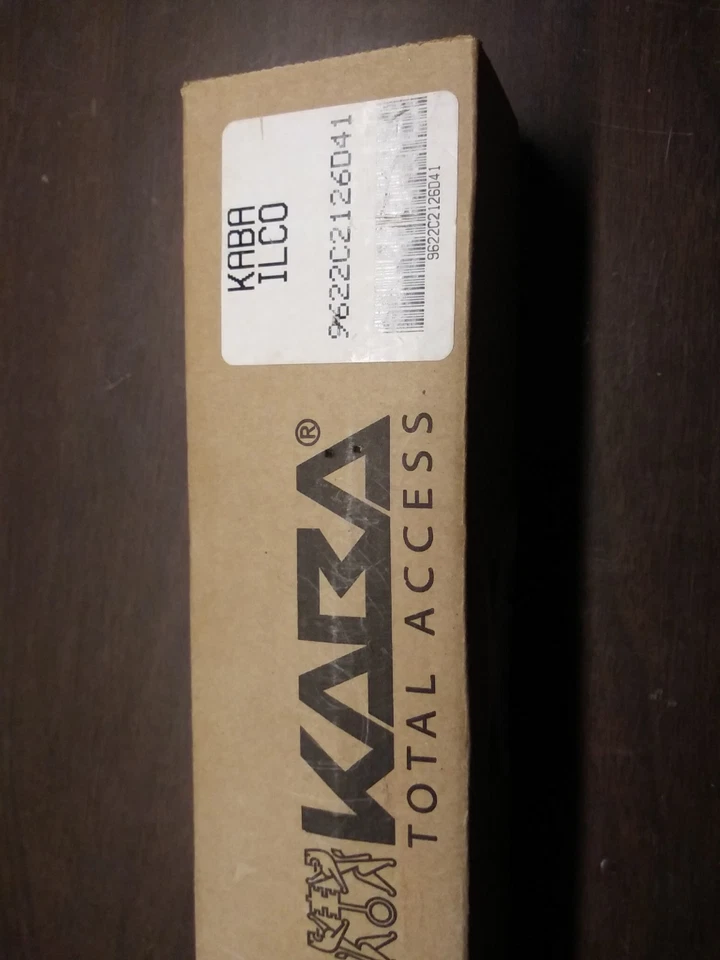 KABA
ILCO
9622C2126D41
9622C2126D41
KABA®
TOTAL ACCESS